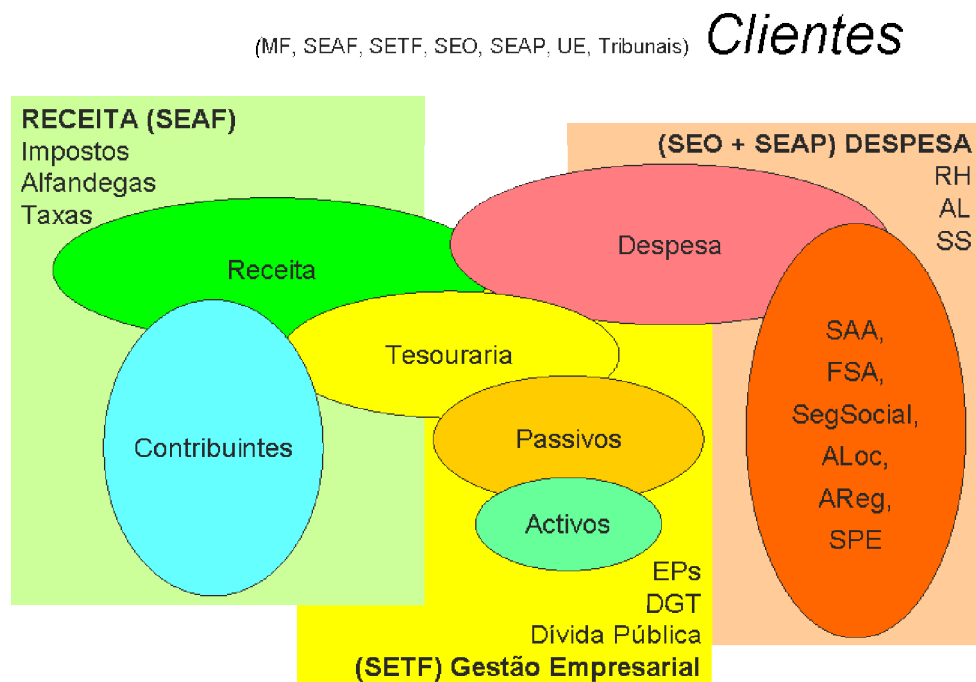 (MF, SEAF, SETF, SEO, SEAP, UE, Tribunais) Clientes
RECEITA (SEAF)
Impostos
Alfandegas
Taxas
(SEO + SEAP) DESPESA
RH
AL
SS
Receita
Despesa
Tesouraria
Contribuintes
Passivos
Activos
SAA,
FSA,
SegSocial,
ALoc,
AReg,
SPE
EPs
DGT
Dívida Pública
(SETF) Gestão Empresarial